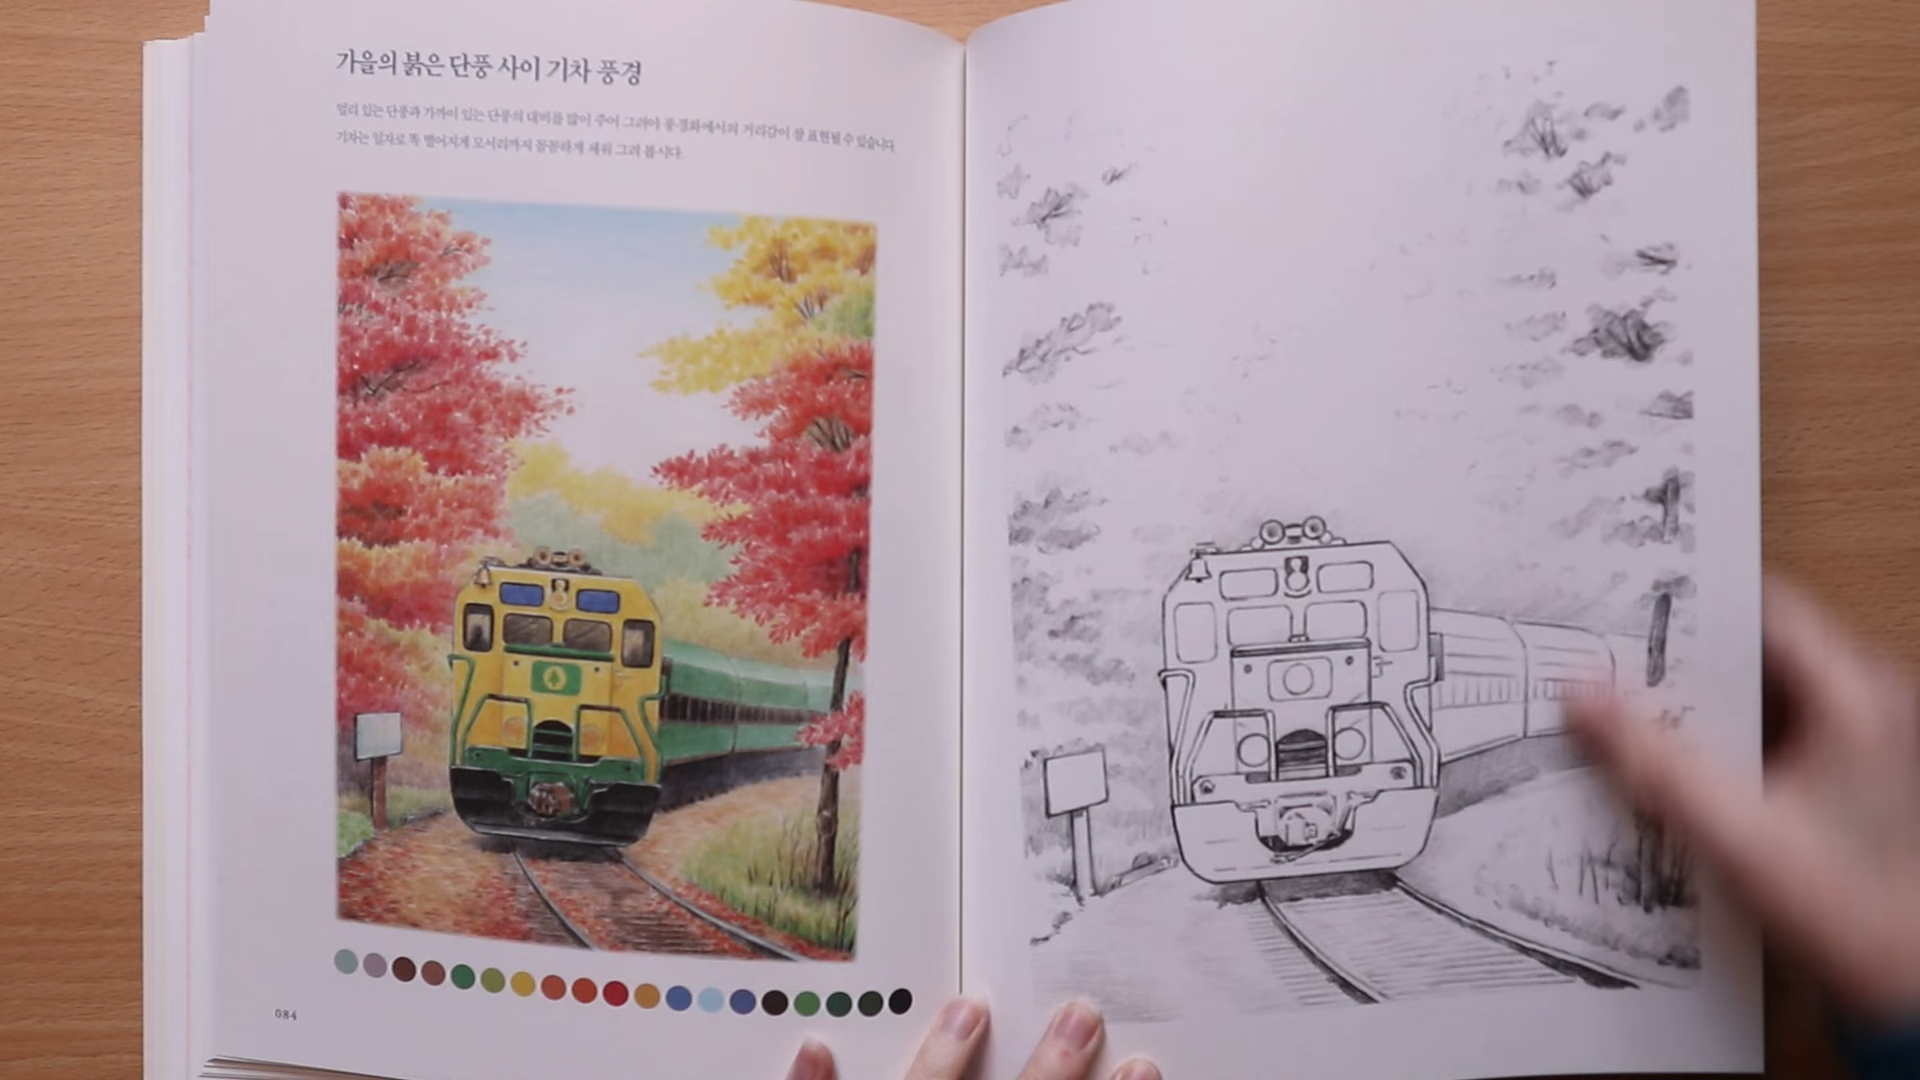 가을의 붉은 단풍 사이 기차 풍경
멀리 있는 단풍과 가까이 있는 단풍의 대비를 많이 주어 그려야 풍경화에서의 거리감이 잘 표현될 수 있습니다.
기차는 일자로 똑 떨어지게 모서리까지 꼼꼼하게 채워 그려 봅시다.
084